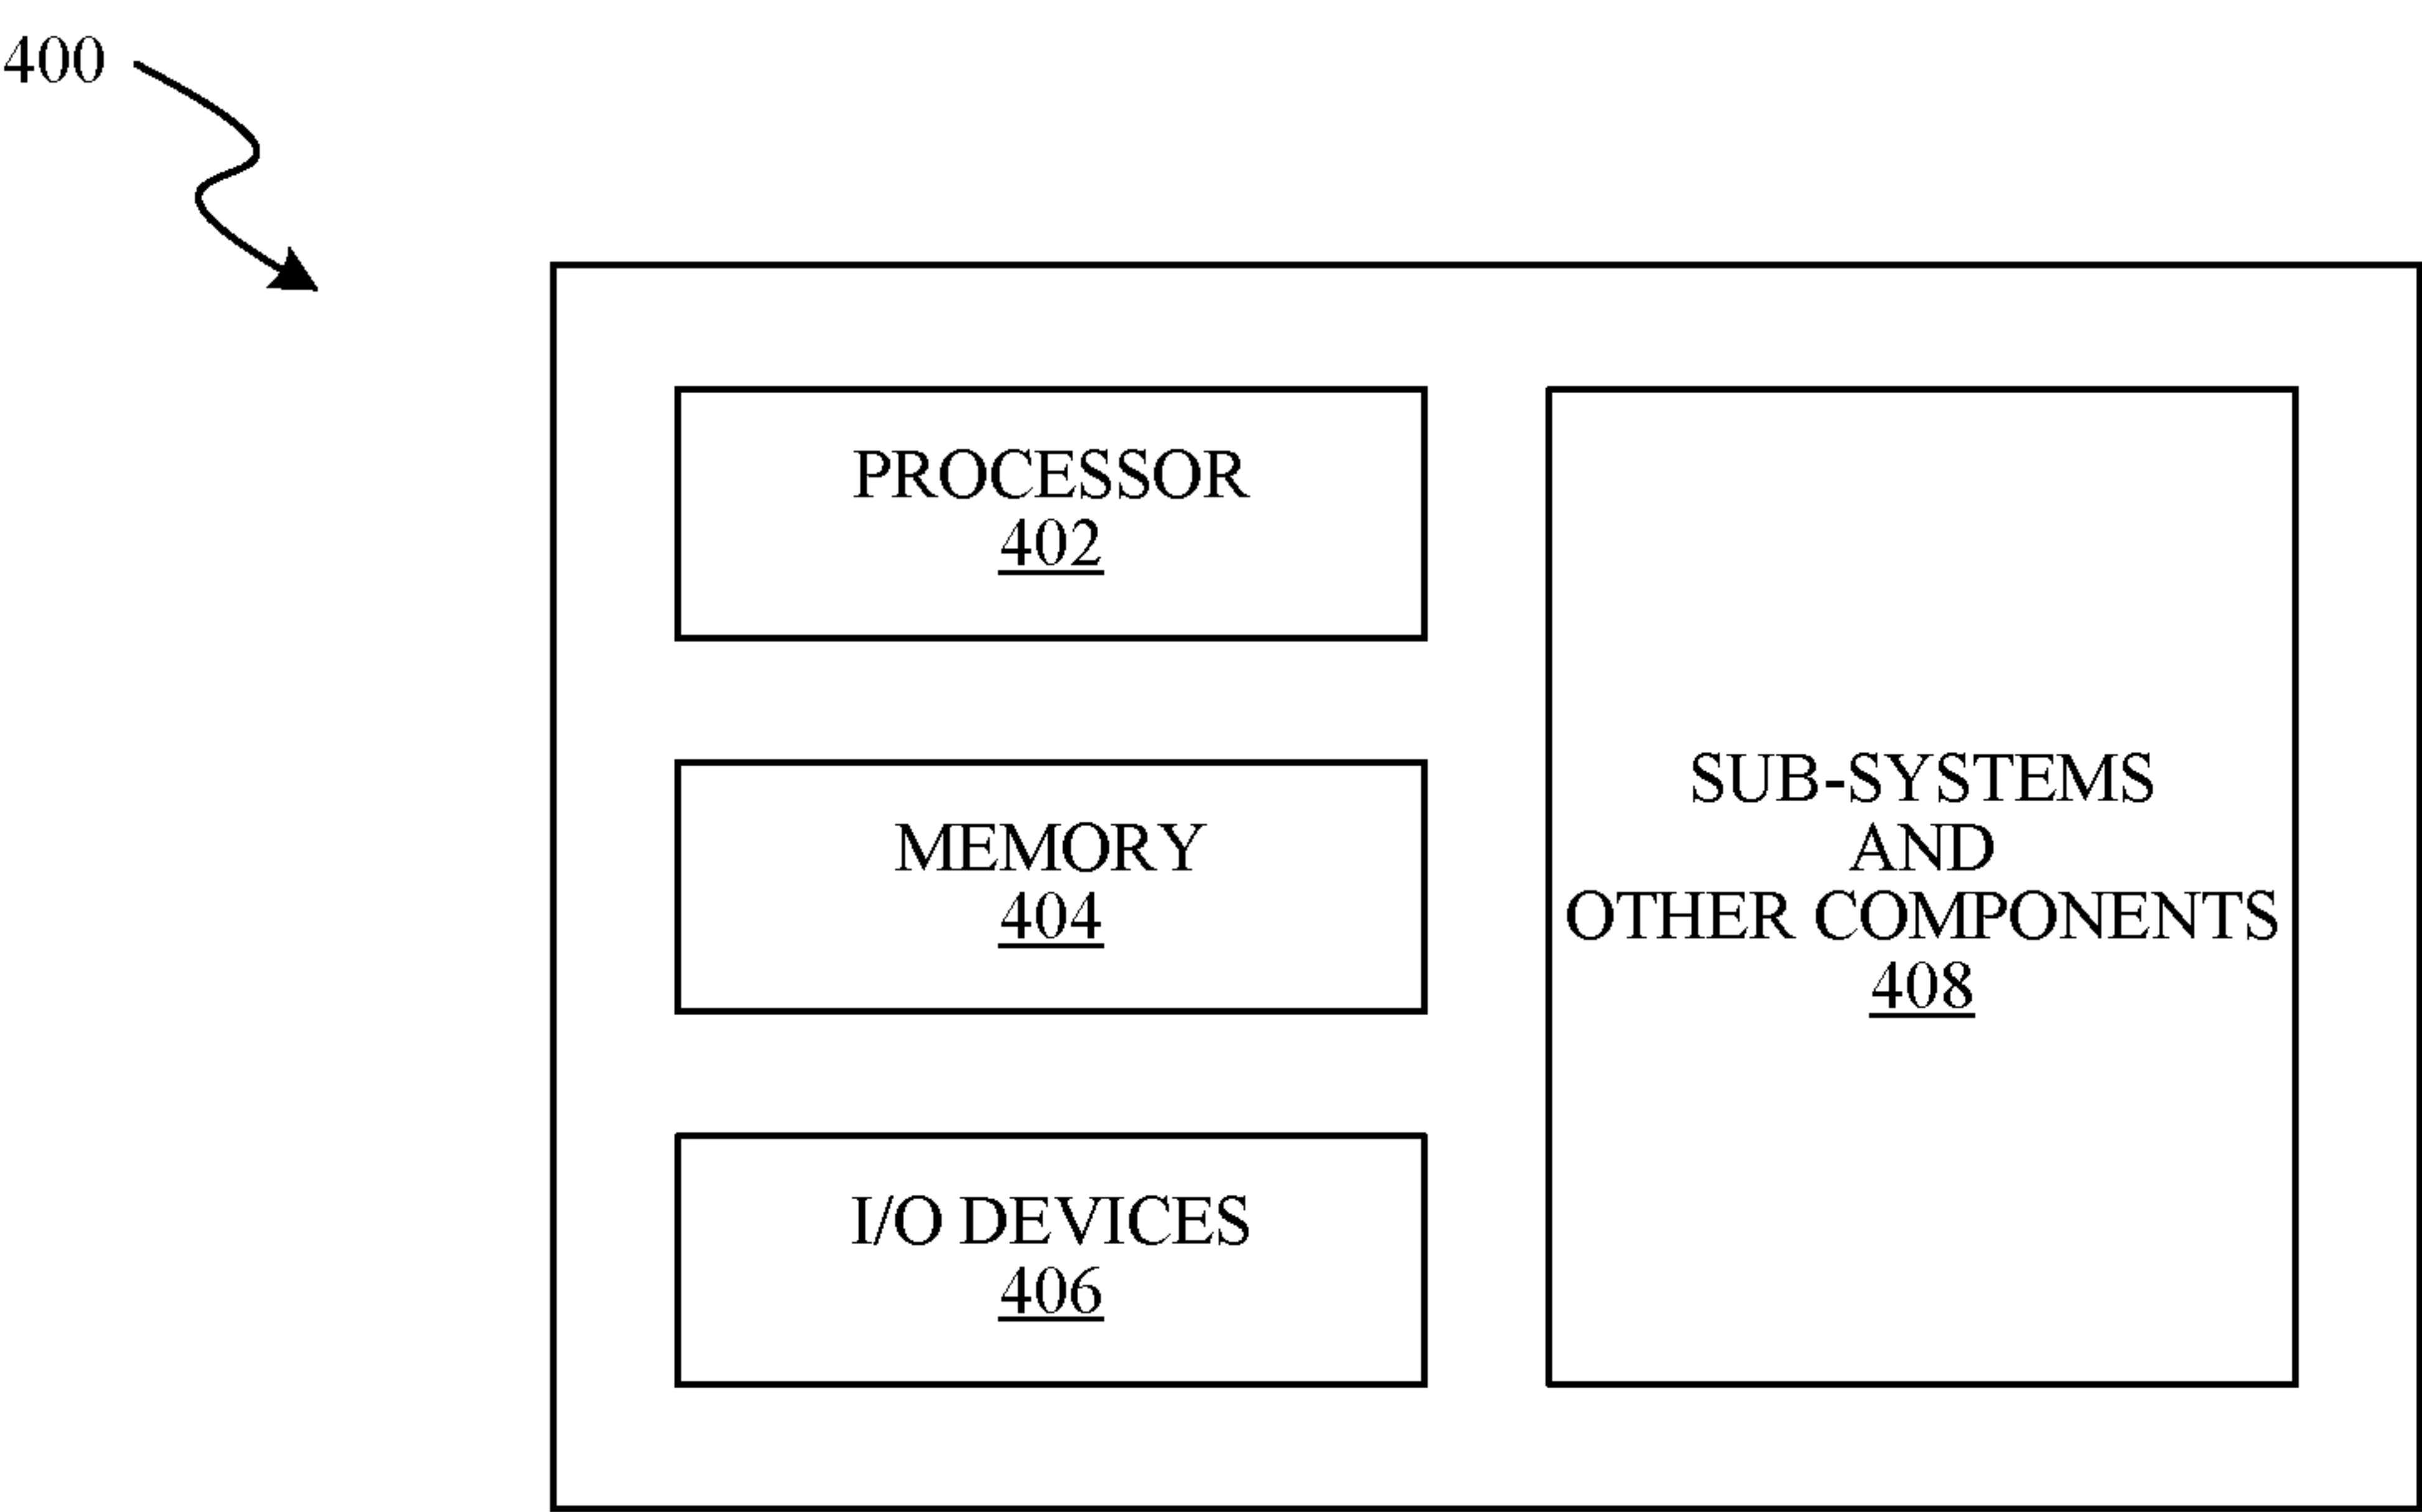 400
PROCESSOR
402
MEMORY
404
I/O DEVICES
406
SUB-SYSTEMS
AND
OTHER COMPONENTS
408